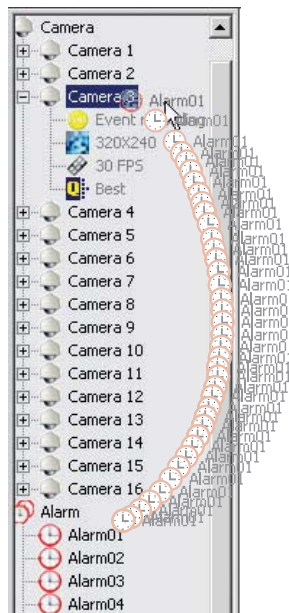 Camera
Camera 1
Camera 2
Camera
Alarm01
Event
320X240
30 FPS
Best
Camera 4
Camera 5
Camera 6
Camera 7
Camera 8
Camera 9
Camera 10
Camera 11
Camera 12
Camera 13
Camera 14
Camera 15
Camera 16
Alarm
Alarm01
Alarm02
Alarm03
Alarm04